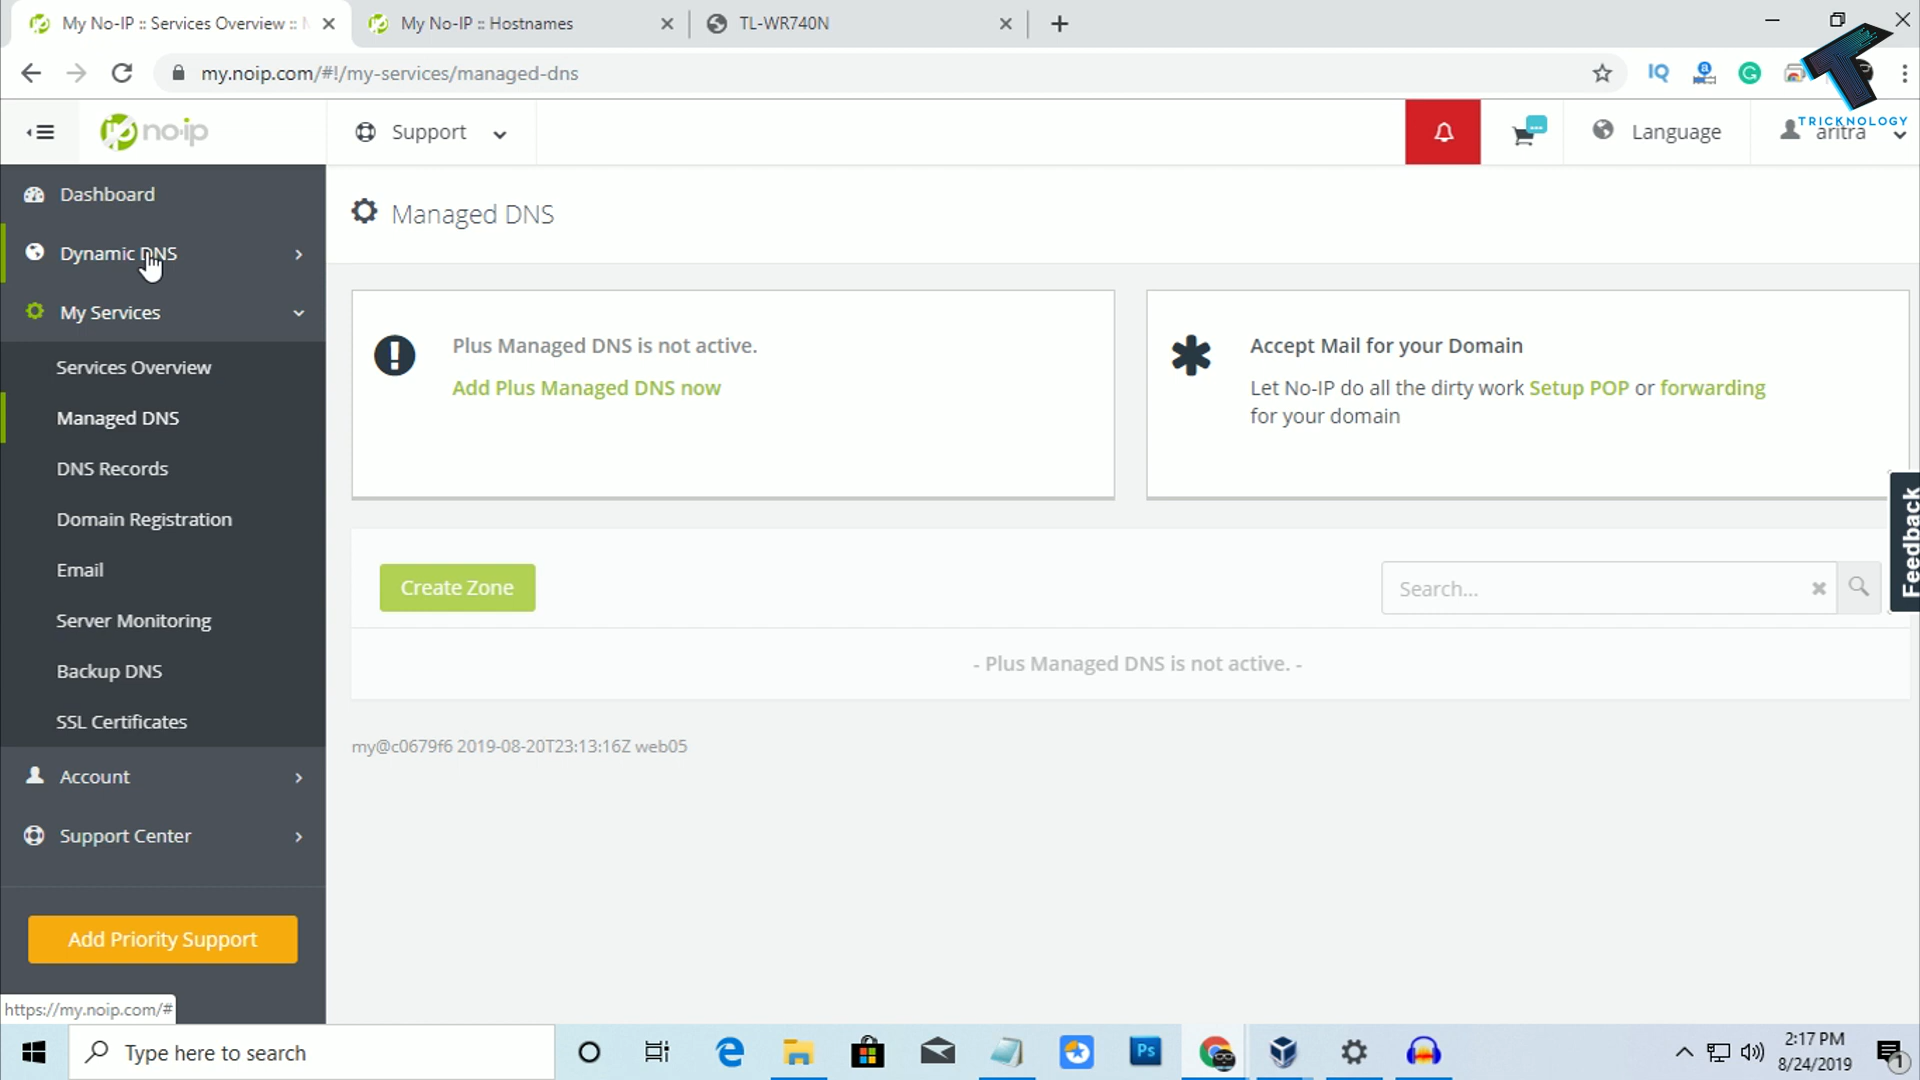 My No-IP :: Services Overview ::
My No-IP :: Hostnames
TL-WR740N
my.noip.com/#!/my-services/managed-dns
IQ
TRICKNOLOGY
no-ip
Support
Language
aritra
Dashboard
Dynamic DNS
My Services
Services Overview
Managed DNS
DNS Records
Domain Registration
Email
Server Monitoring
Backup DNS
SSL Certificates
Account
Support Center
Add Priority Support
https://my.noip.com/#
Managed DNS
Plus Managed DNS is not active.
Add Plus Managed DNS now
Accept Mail for your Domain
Let No-IP do all the dirty work Setup POP or forwarding
for your domain
Feedback
Create Zone
Search...
- Plus Managed DNS is not active. -
my@c0679f6 2019-08-20T23:13:16Z web05
Type here to search
Ps
2:17 PM
8/24/2019
1